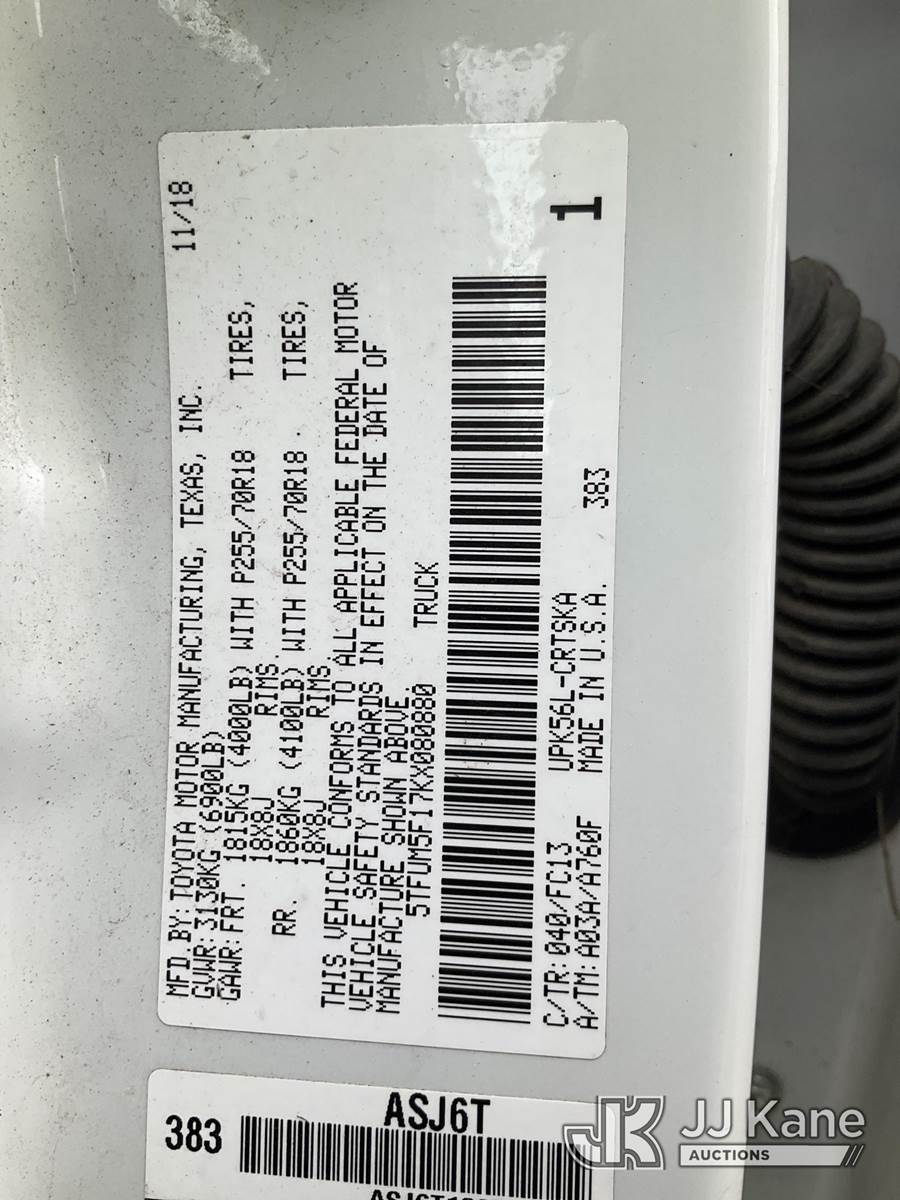 MFD.BY:TOYOTA MOTOR MANUFACTURING, TEXAS, INC. 11/18
GVWR:3130KG(6900LB)
GAWR:FRT. 1815KG (4000LB) WITH P255/70R18 TIRES,
18X8J RIMS.
RR. 1860KG (4100LB) WITH P255/70R18 TIRES,
18X8J RIMS
THIS VEHICLE CONFORMS TO ALL APPLICABLE FEDERAL MOTOR
VEHICLE SAFETY STANDARDS IN EFFECT ON THE DATE OF
MANUFACTURE SHOWN ABOVE.
5TFUM5F17KX080880 TRUCK
C/TR:040/FC13 UPK56L-CRTSKA
A/TM:A03A/A760F MADE IN U.S.A. 383 1
383 ASJ6T
JJ Kane
AUCTIONS